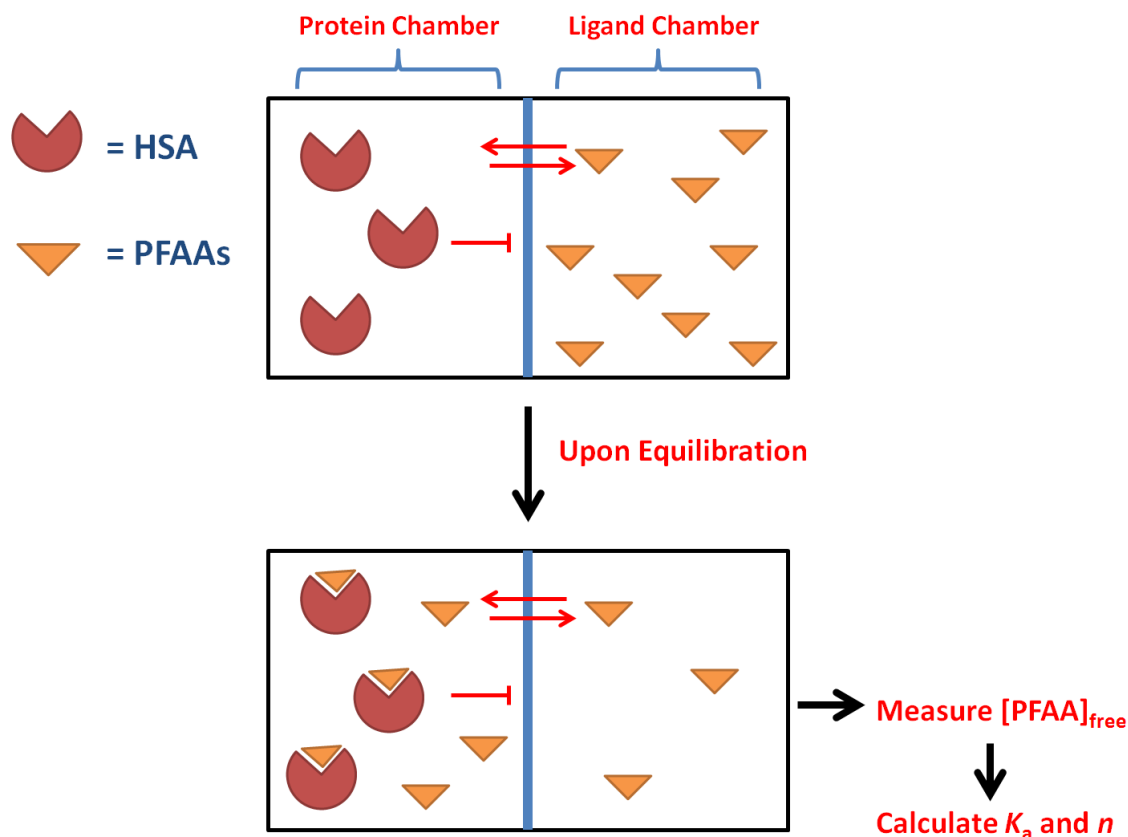 Protein Chamber
Ligand Chamber
= HSA
= PFAAs
Upon Equilibration
Measure [PFAA]free
Calculate Ka and n